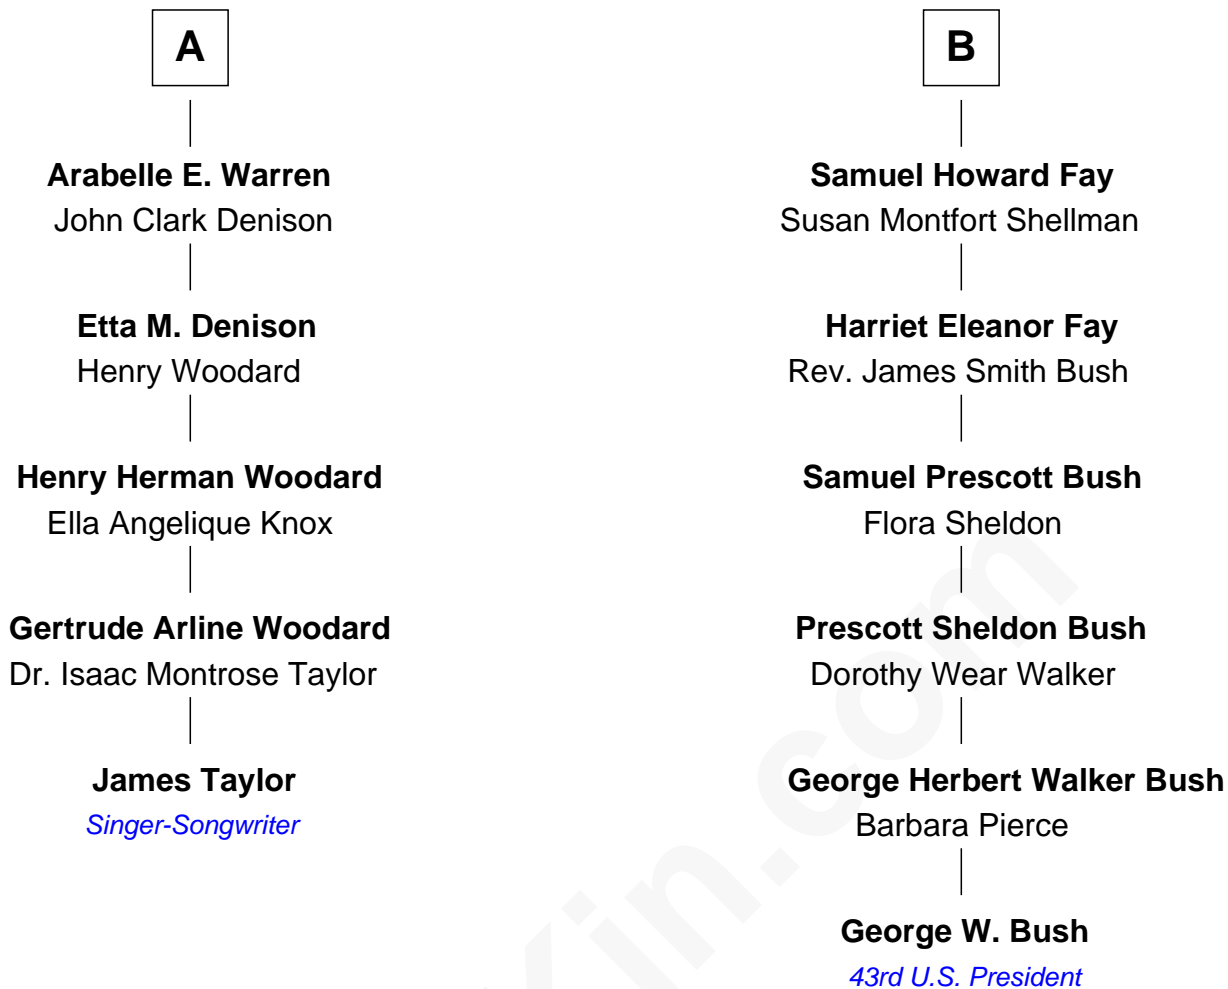 A
Arabelle E. Warren
John Clark Denison
Etta M. Denison
Henry Woodard
Henry Herman Woodard
Ella Angelique Knox
Gertrude Arline Woodard
Dr. Isaac Montrose Taylor
James Taylor
Singer-Songwriter
B
Samuel Howard Fay
Susan Montfort Shellman
Harriet Eleanor Fay
Rev. James Smith Bush
Samuel Prescott Bush
Flora Sheldon
Prescott Sheldon Bush
Dorothy Wear Walker
George Herbert Walker Bush
Barbara Pierce
George W. Bush
43rd U.S. President
Kin.com